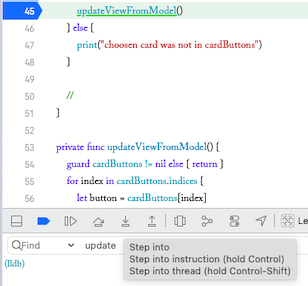 45 updateViewFromModel()
46 } else {
47 print("choosen card was not in cardButtons")
48 }
49
50 //
51 }
52
53 private func updateViewFromModel() {
54 guard cardButtons != nil else { return }
55 for index in cardButtons.indices {
56 let button = cardButtons[index]
Le
Find update
Step into
Step into instruction (hold Control)
Step into thread (hold Control-Shift)
(lldb)